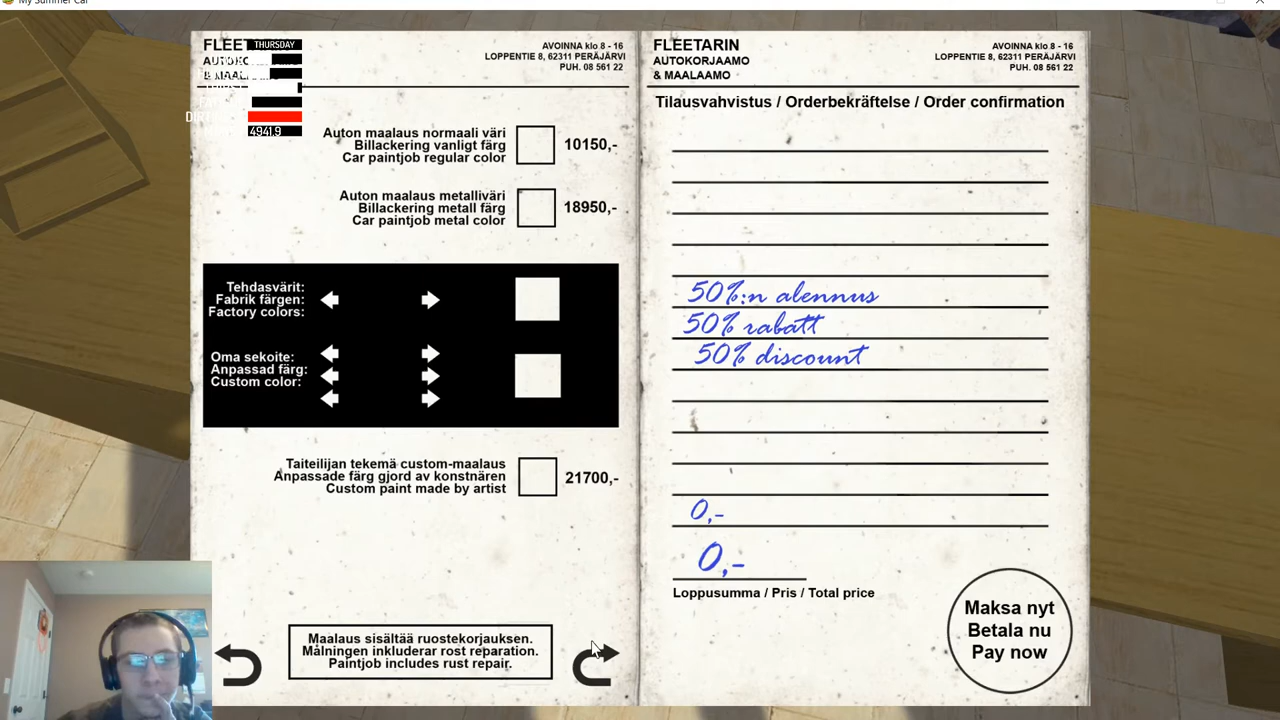 My Summer Car
THURSDAY
4941.9
AVOINNA klo 8 - 16
LOPPENTIE 8, 62311 PERÄJÄRVI
PUH. 08 561 22
Auton maalaus normaali väri
Billackering vanligt färg
Car paintjob regular color
10150,-
Auton maalaus metalliväri
Billackering metall färg
Car paintjob metal color
18950,-
Tehdasvärit:
Fabrik färgen:
Factory colors:
Oma sekoite:
Anpassad färg:
Custom color:
Taiteilijan tekemä custom-maalaus
Anpassade färg gjord av konstnären
Custom paint made by artist
21700,-
Maalaus sisältää ruostekorjauksen.
Målningen inkluderar rost reparation.
Paintjob includes rust repair.
FLEETARIN
AUTOKORJAAMO
& MAALAAMO
AVOINNA klo 8 - 16
LOPPENTIE 8, 62311 PERÄJÄRVI
PUH. 08 561 22
Tilausvahvistus / Orderbekräftelse / Order confirmation
50%:n alennus
50% rabatt
50% discount
0,-
0,-
Loppusumma / Pris / Total price
Maksa nyt
Betala nu
Pay now